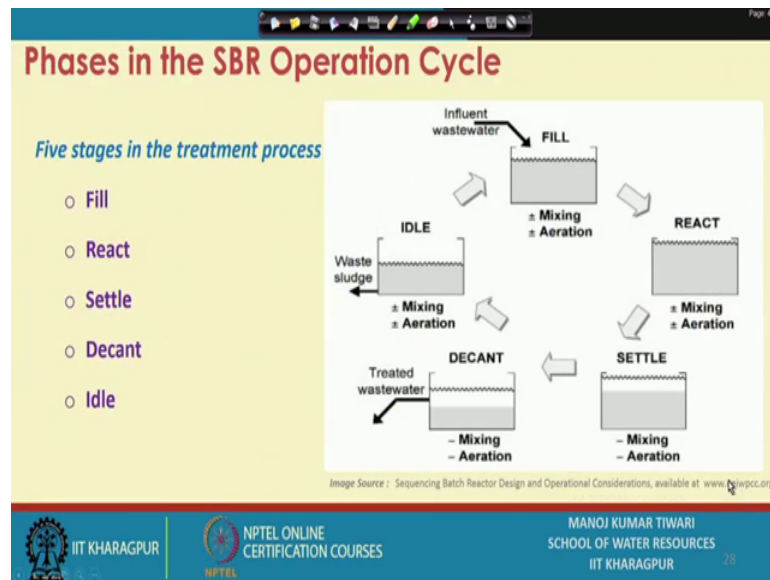 Page: 4
Phases in the SBR Operation Cycle
Five stages in the treatment process
Fill
React
Settle
Decant
Idle
Influent
wastewater
FILL
± Mixing
± Aeration
REACT
± Mixing
± Aeration
SETTLE
– Mixing
– Aeration
DECANT
Treated
wastewater
– Mixing
– Aeration
IDLE
Waste
sludge
± Mixing
± Aeration
Image Source : Sequencing Batch Reactor Design and Operational Considerations, available at
IIT KHARAGPUR
NPTEL
NPTEL ONLINE
CERTIFICATION COURSES
MANOJ KUMAR TIWARI
SCHOOL OF WATER RESOURCES
IIT KHARAGPUR
28